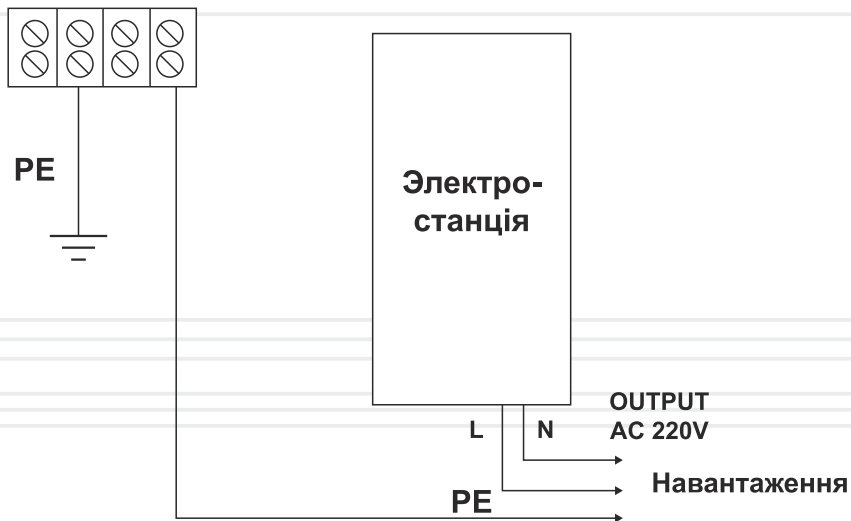 PE
Электро-
станція
OUTPUT
L N AC 220V
Навантаження
PE